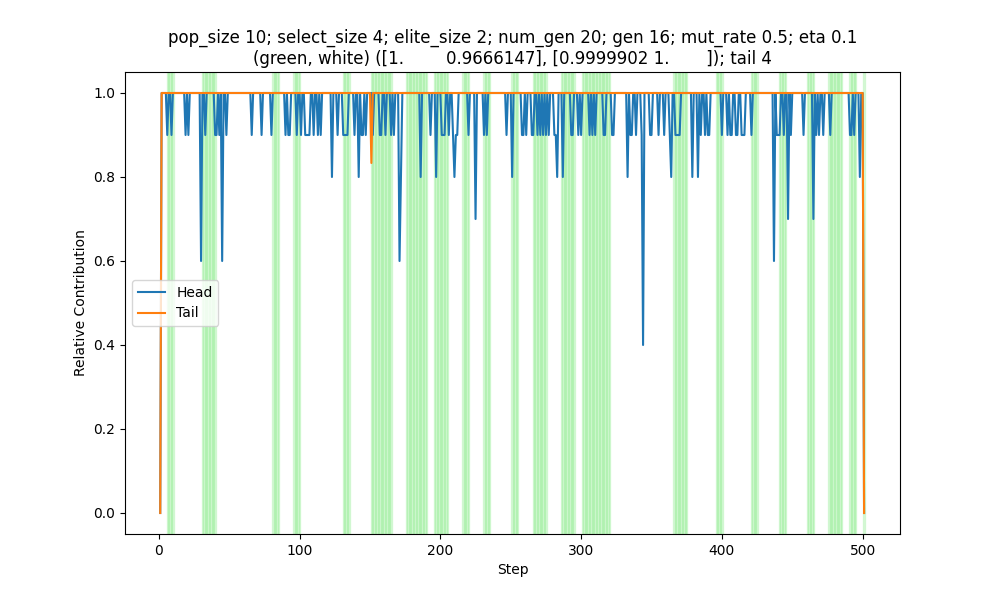 pop_size 10; select_size 4; elite_size 2; num_gen 20; gen 16; mut_rate 0.5; eta 0.1
(green, white) ([1. 0.9666147], [0.9999902 1. ]); tail 4
1.0
0.8
0.6
0.4
0.2
0.0
Relative Contribution
Head
Tail
0
100
200
300
400
500
Step